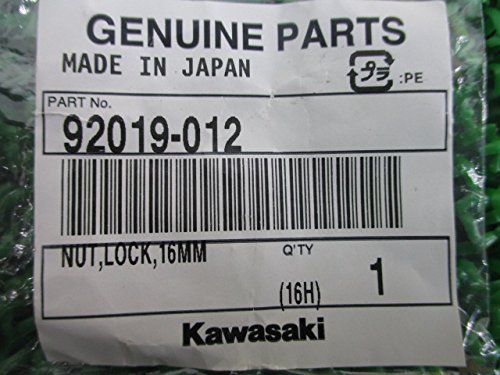 GENUINE PARTS
MADE IN JAPAN
プラ :PE
PART No.
92019-012
NUT,LOCK,16MM
Q'TY
(16H) 1
Kawasaki